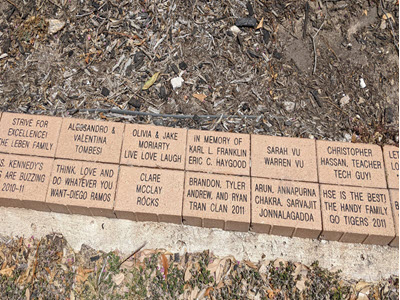 STRIVE FOR
EXCELLENCE!
THE LEBEN FAMILY
ALESSANDRO &
VALENTINA
TOMBESI
OLIVIA & JAKE
MORIARTY
LIVE LOVE LAUGH
IN MEMORY OF
KARL L. FRANKLIN
ERIC C. HAYGOOD
SARAH VU
WARREN VU
CHRISTOPHER
HASSAN, TEACHER,
TECH GUY!
S. KENNEDY'S
ARE BUZZING
2010-11
THINK, LOVE AND
DO WHATEVER YOU
WANT-DIEGO RAMOS
CLARE
MCCLAY
ROCKS
BRANDON, TYLER
ANDREW, AND RYAN
TRAN CLAN 2011
ARUN, ANNAPURNA
CHAKRA, SARVAJIT
JONNALAGADDA
HSE IS THE BEST!
THE HANDY FAMILY
GO TIGERS 2011